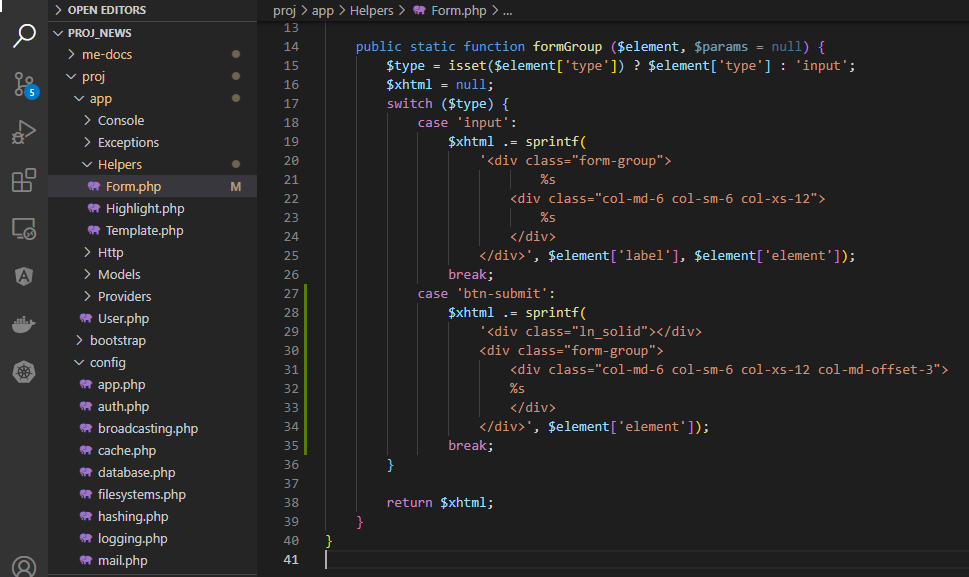 OPEN EDITORS
PROJ_NEWS
me-docs
proj
app
Console
Exceptions
Helpers
Form.php M
Highlight.php
Template.php
Http
Models
Providers
User.php
bootstrap
config
app.php
auth.php
broadcasting.php
cache.php
database.php
filesystems.php
hashing.php
logging.php
mail.php
5
proj > app > Helpers > Form.php > ...
13
14 public static function formGroup ($element, $params = null) {
15 $type = isset($element['type']) ? $element['type'] : 'input';
16 $xhtml = null;
17 switch ($type) {
18 case 'input':
19 $xhtml .= sprintf(
20 '<div class="form-group">
21 %s
22 <div class="col-md-6 col-sm-6 col-xs-12">
23 %s
24 </div>
25 </div>', $element['label'], $element['element']);
26 break;
27 case 'btn-submit':
28 $xhtml .= sprintf(
29 '<div class="ln_solid"></div>
30 <div class="form-group">
31 <div class="col-md-6 col-sm-6 col-xs-12 col-md-offset-3">
32 %s
33 </div>
34 </div>', $element['element']);
35 break;
36 }
37
38 return $xhtml;
39 }
40 }
41